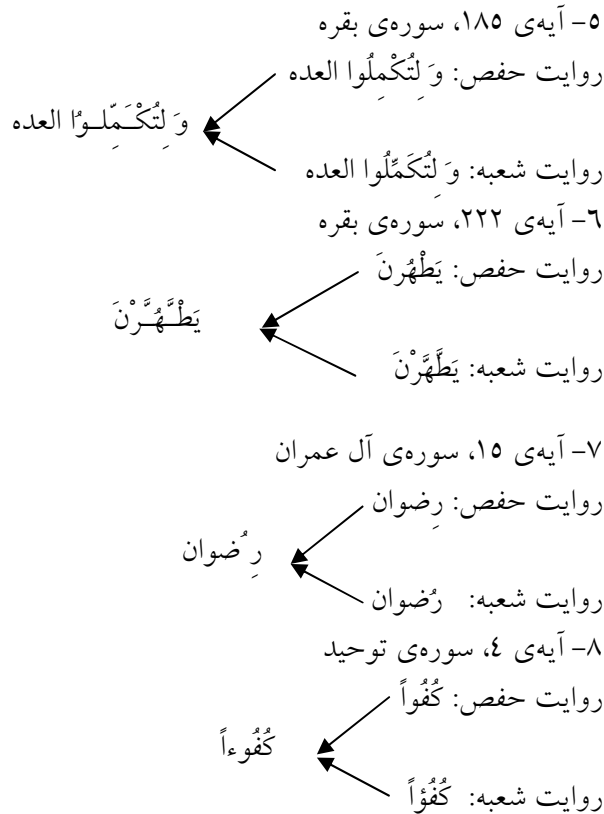 ٥- آیه‌ی ١٨٥، سوره‌ی بقره
روایت حفص: وَ لِتُكْمِلُوا العده
وَ لِتُكْـَمِّلــوُا العده
روایت شعبه: وَ لِتُكَمِّلُوا العده
٦- آیه‌ی ٢٢٢، سوره‌ی بقره
روایت حفص: يَطْهُرنَ
يَطْـَّهُـَّرْنَ
روایت شعبه: يَطَّهَّرْنَ
٧- آیه‌ی ١٥، سوره‌ی آل عمران
روایت حفص: رِضوان
رِ ُضوان
روایت شعبه: رُضوان
٨- آیه‌ی ٤، سوره‌ی توحید
روایت حفص: كُفُواً
كُفُوءاً
روایت شعبه: كُفُؤاً